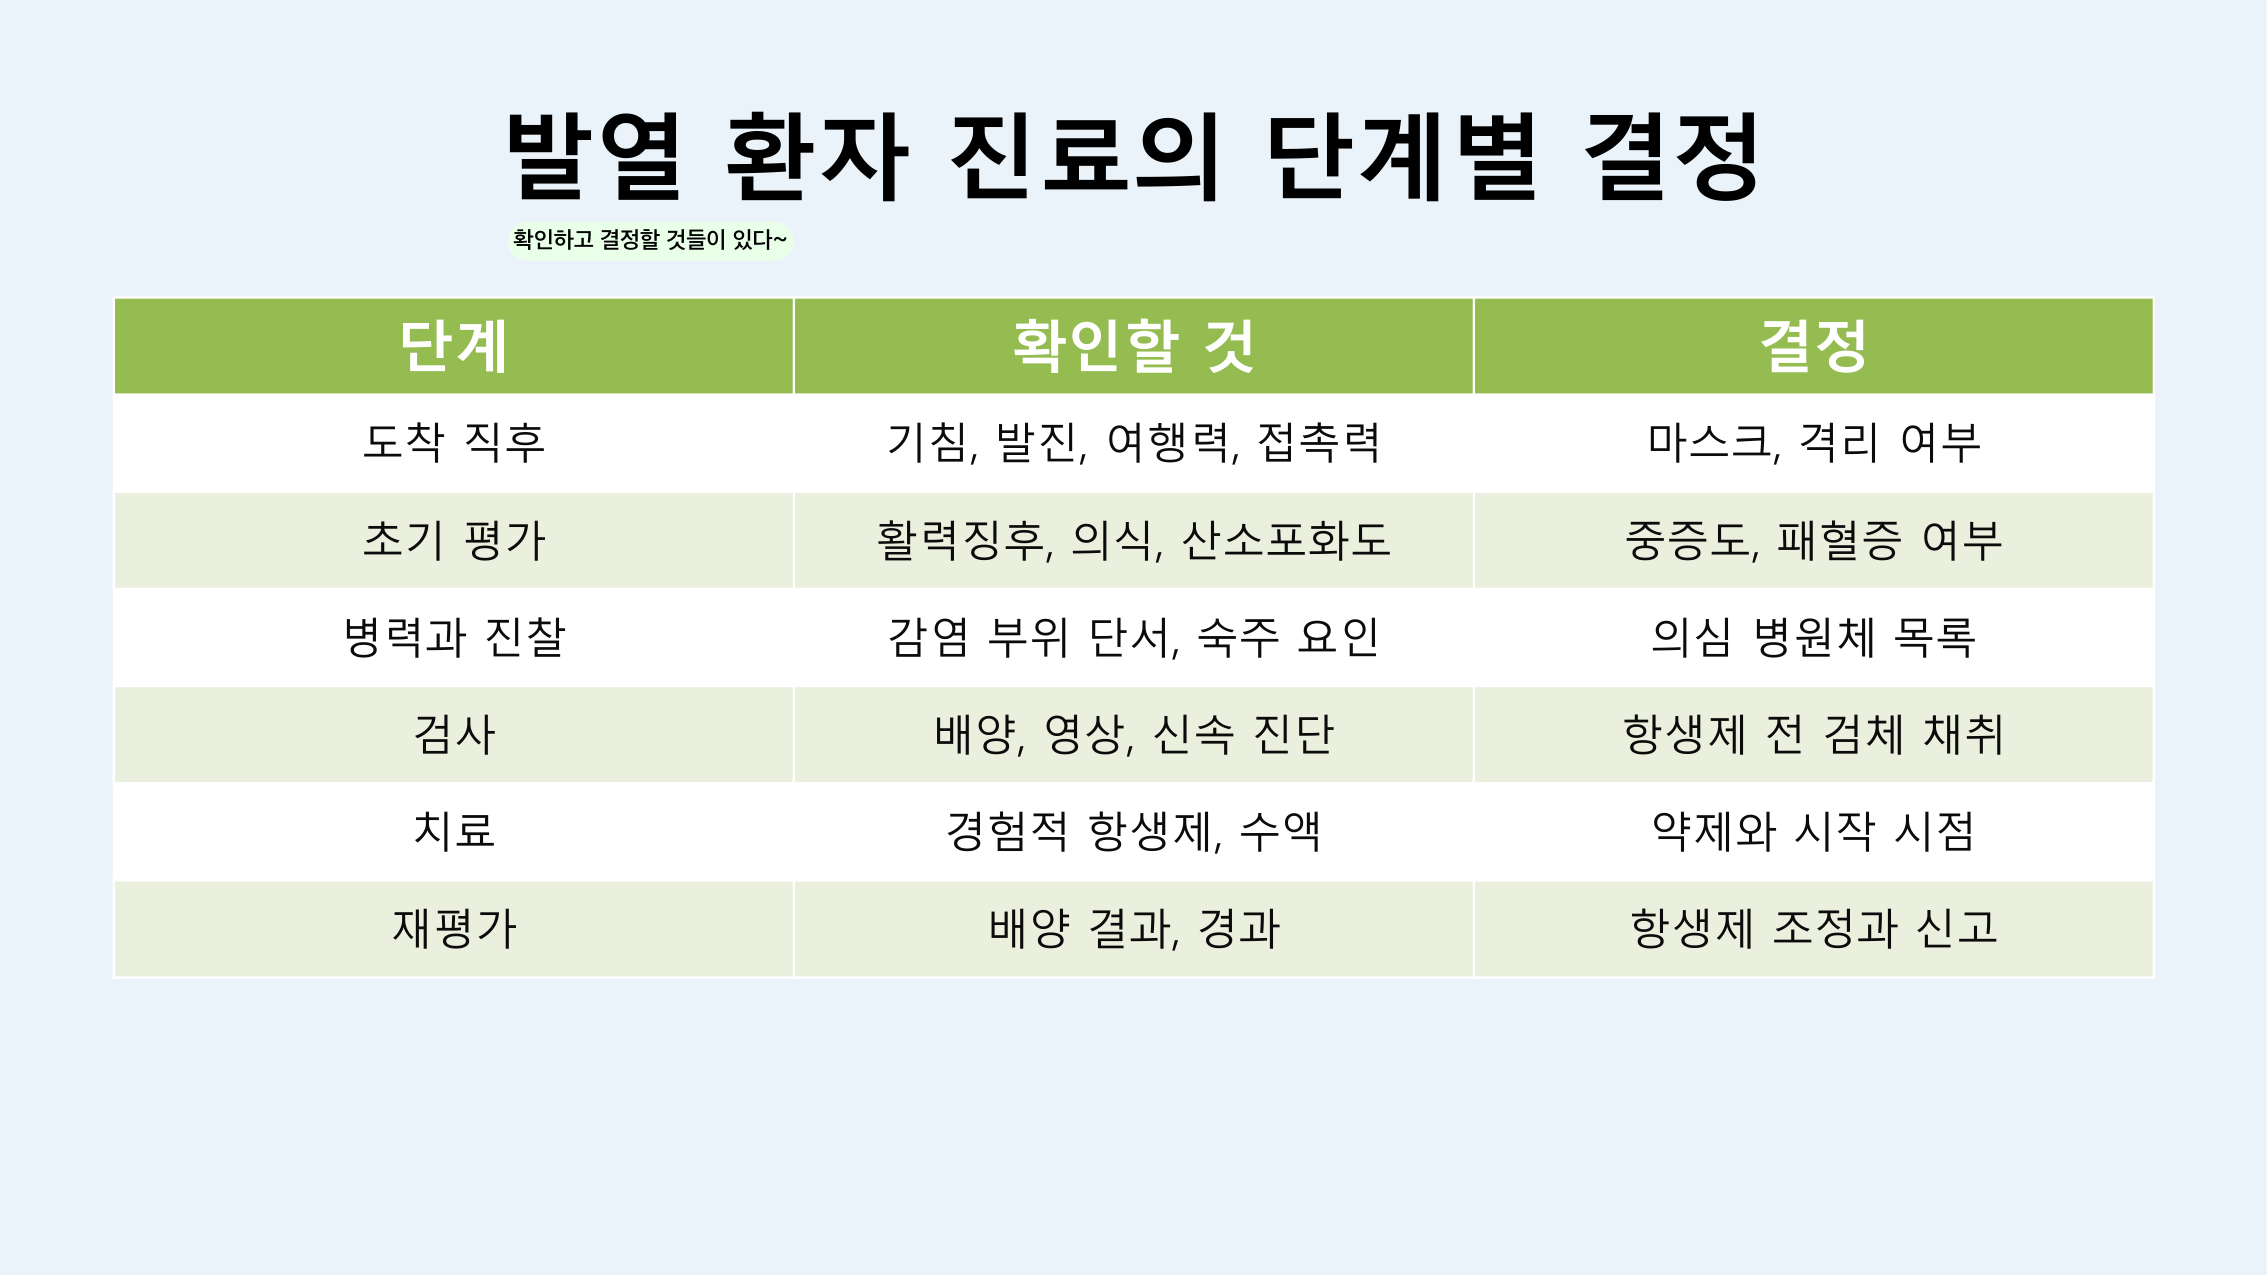 발열 환자 진료의 단계별 결정
확인하고 결정할 것들이 있다~
단계 확인할 것 결정
도착 직후 기침, 발진, 여행력, 접촉력 마스크, 격리 여부
초기 평가 활력징후, 의식, 산소포화도 중증도, 패혈증 여부
병력과 진찰 감염 부위 단서, 숙주 요인 의심 병원체 목록
검사 배양, 영상, 신속 진단 항생제 전 검체 채취
치료 경험적 항생제, 수액 약제와 시작 시점
재평가 배양 결과, 경과 항생제 조정과 신고